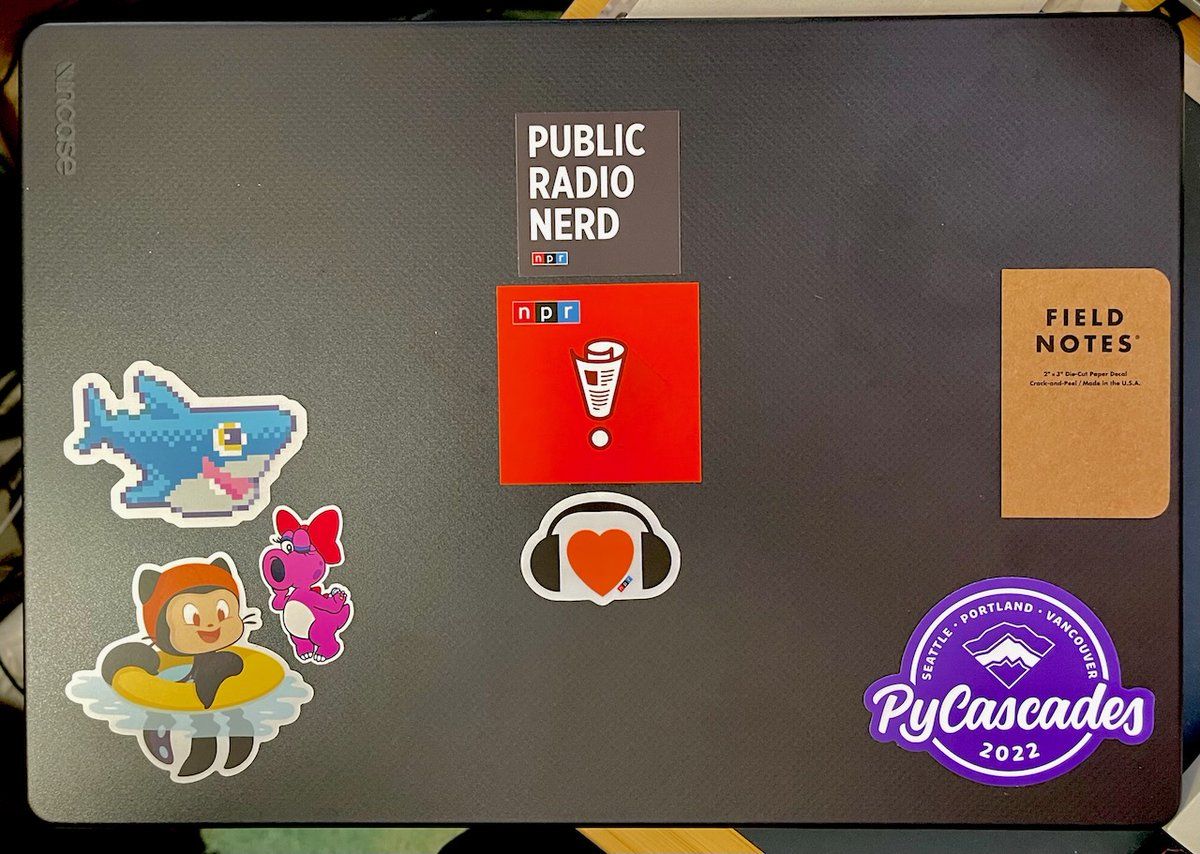 incase
PUBLIC
RADIO
NERD
npr
npr
npr
FIELD
NOTES®
2" x 3" Die-Cut Paper Decal
Crack-and-Peel / Made in the U.S.A.
SEATTLE · PORTLAND · VANCOUVER
PyCascades
2022